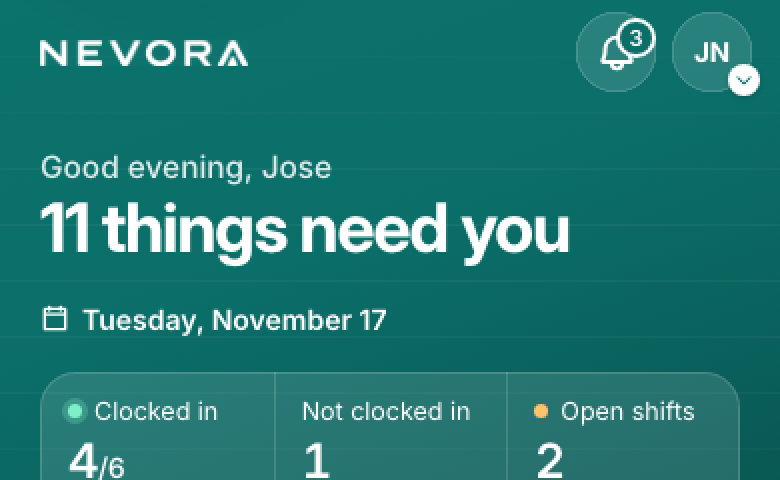 NEVORA
3
JN
Good evening, Jose
11 things need you
Tuesday, November 17
Clocked in
Not clocked in
Open shifts
4/6
1
2